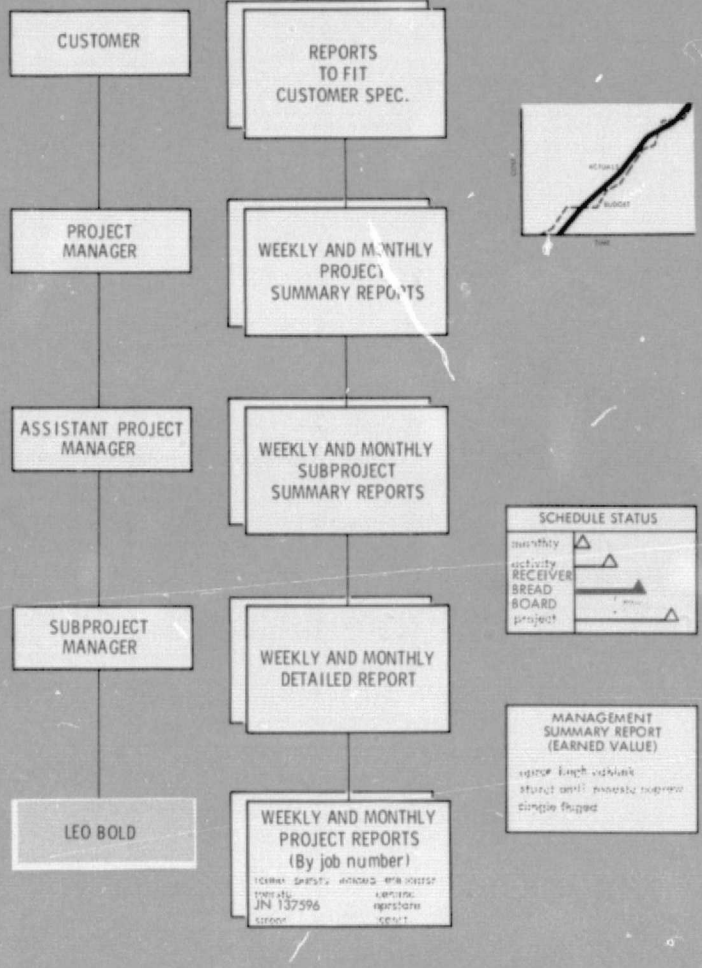 CUSTOMER
PROJECT
MANAGER
ASSISTANT PROJECT
MANAGER
SUBPROJECT
MANAGER
LEO BOLD
REPORTS
TO FIT
CUSTOMER SPEC.
WEEKLY AND MONTHLY
PROJECT
SUMMARY REPORTS
WEEKLY AND MONTHLY
SUBPROJECT
SUMMARY REPORTS
WEEKLY AND MONTHLY
DETAILED REPORT
WEEKLY AND MONTHLY
PROJECT REPORTS
(By job number)
JN 137596
ACTUALS
BUDGET
TIME
SCHEDULE STATUS
monthly
activity
RECEIVER
BREAD
BOARD
project
MANAGEMENT
SUMMARY REPORT
(EARNED VALUE)